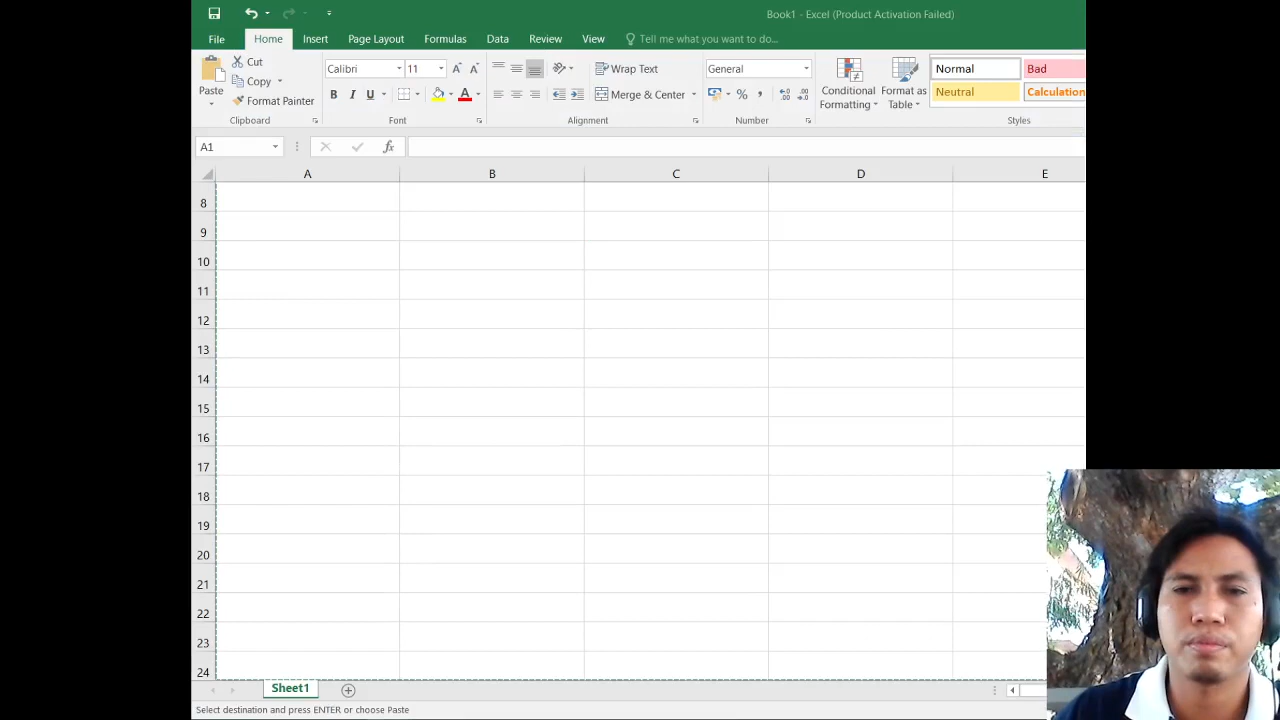 Book1 - Excel (Product Activation Failed)
File Home Insert Page Layout Formulas Data Review View Tell me what you want to do...
Paste
Cut
Copy
Format Painter
Clipboard
Calibri 11
B I U
Font
Wrap Text
Merge & Center
Alignment
General
% ,
Number
Conditional Formatting
Format as Table
Normal Bad
Neutral Calculation
Styles
A1 fx
A B C D E
8
9
10
11
12
13
14
15
16
17
18
19
20
21
22
23
24
Sheet1
Select destination and press ENTER or choose Paste